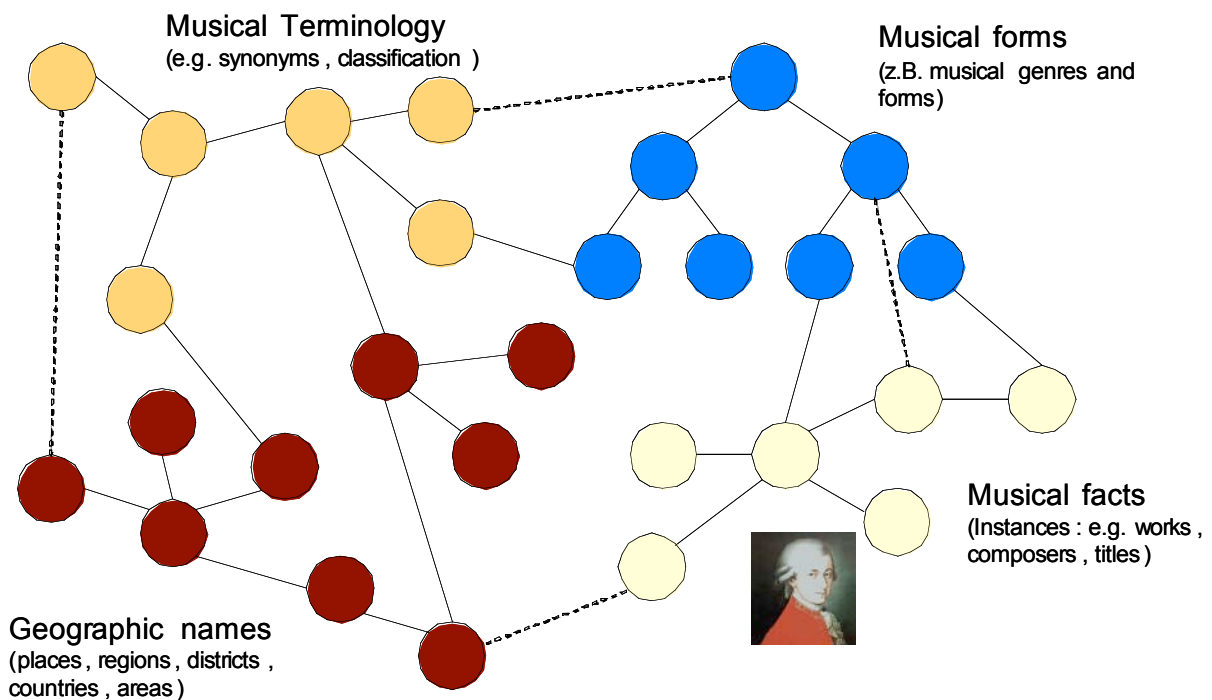 Musical Terminology
(e.g. synonyms , classification )
Musical forms
(z.B. musical genres and
forms)
Musical facts
(Instances : e.g. works ,
composers , titles )
Geographic names
(places , regions , districts ,
countries , areas )